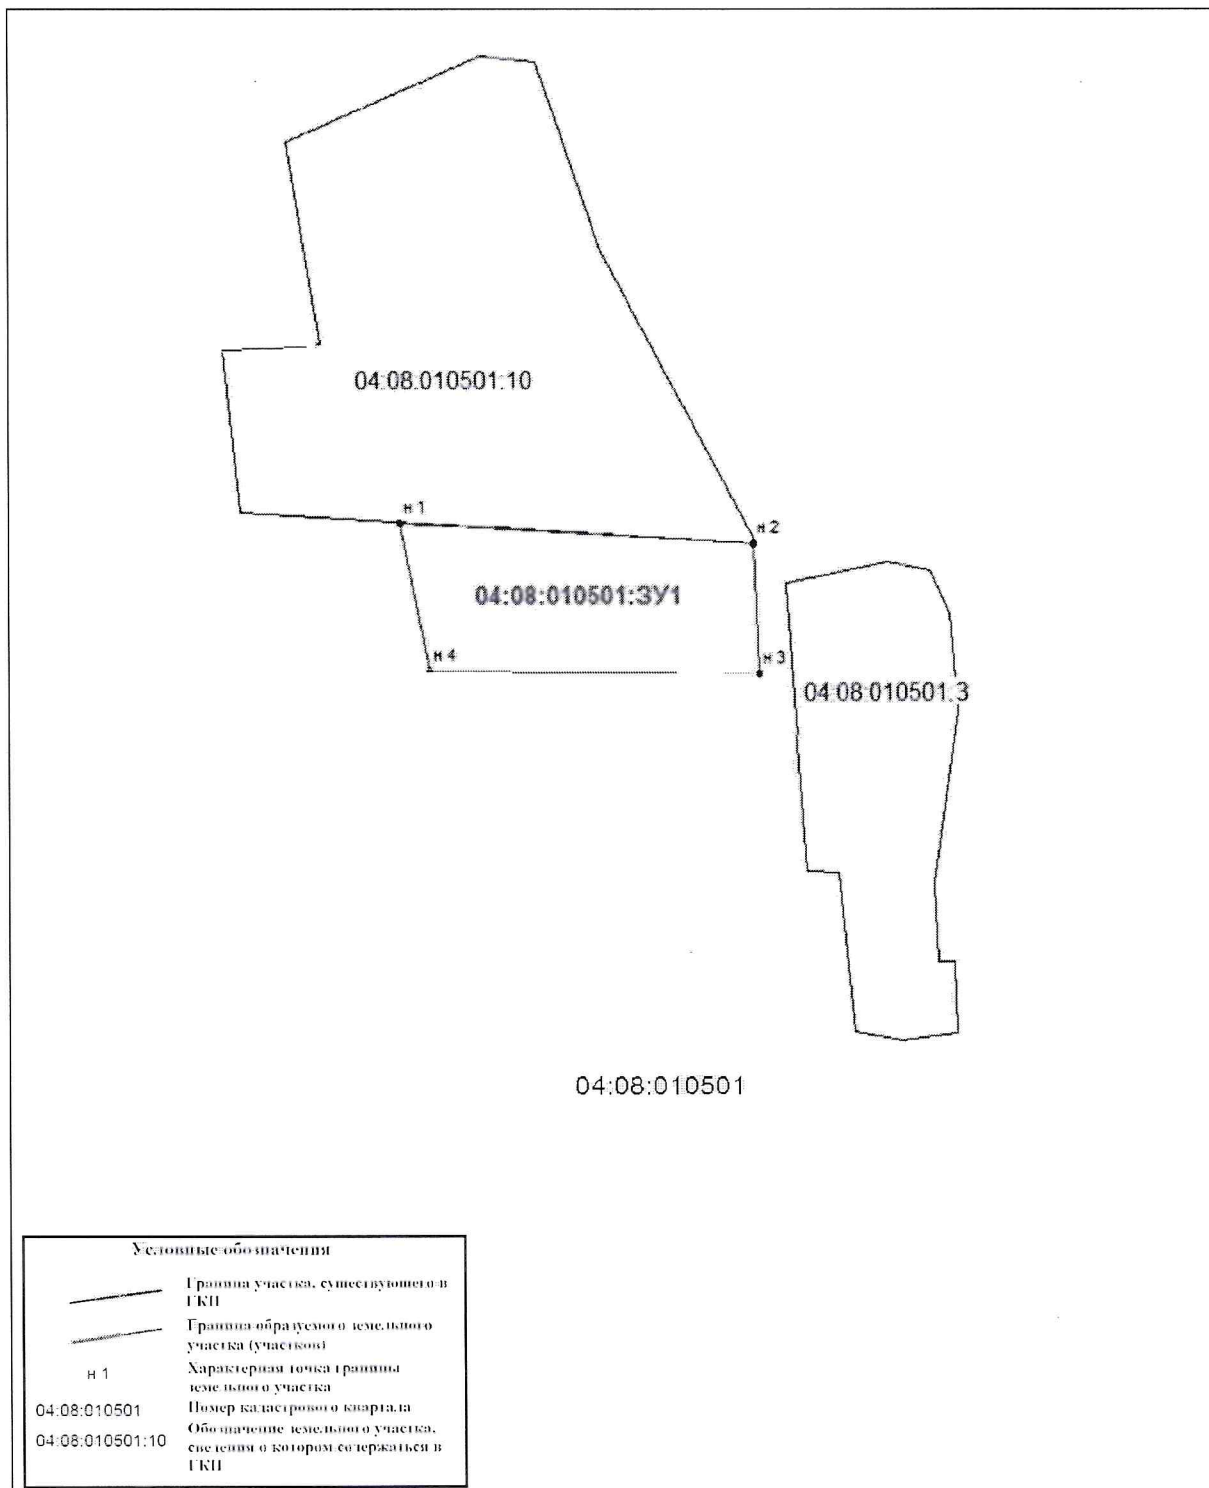 04:08:010501:10
н 1
н 2
04:08:010501:ЗУ1
н 4
н 3
04:08:010501:3
04:08:010501
Условные обозначения
Граница участка, существующего в
ГКН
Граница образуемого земельного
участка (участков)
н 1
Характерная точка границы
земельного участка
04:08:010501
Номер кадастрового квартала
04:08:010501:10
Обозначение земельного участка,
сведения о котором содержаться в
ГКН